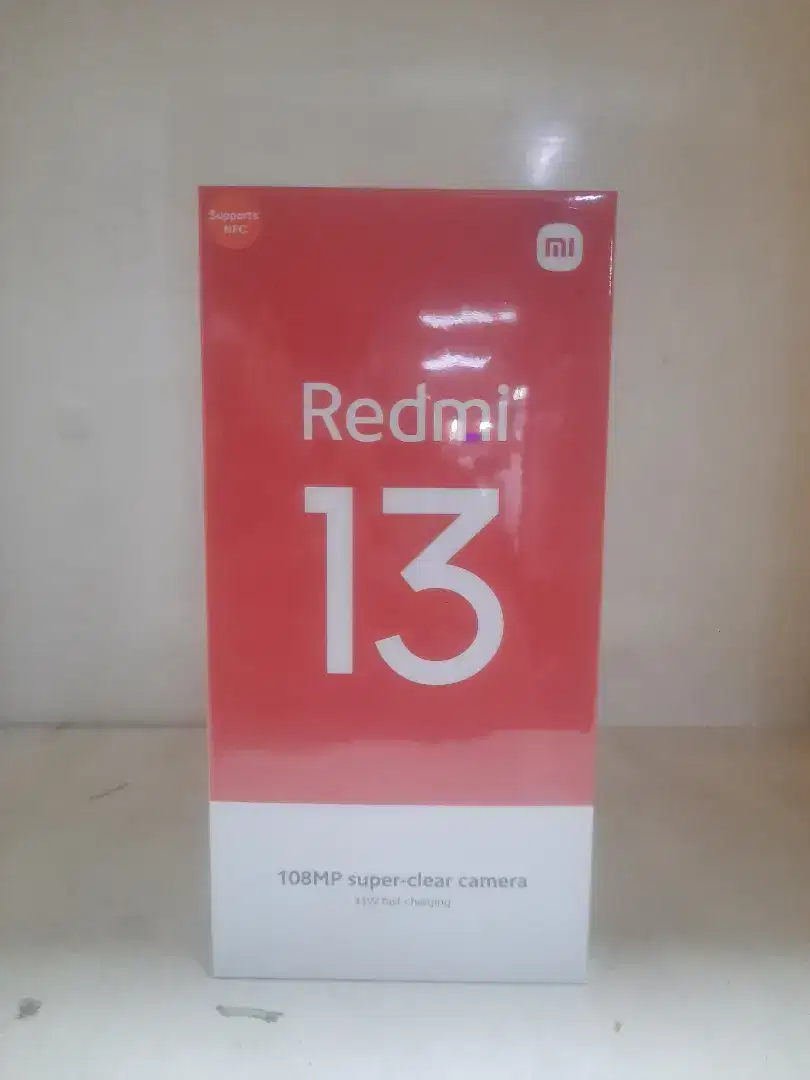 Supports
NFC
mi
Redmi
13
108MP super-clear camera
33W fast charging